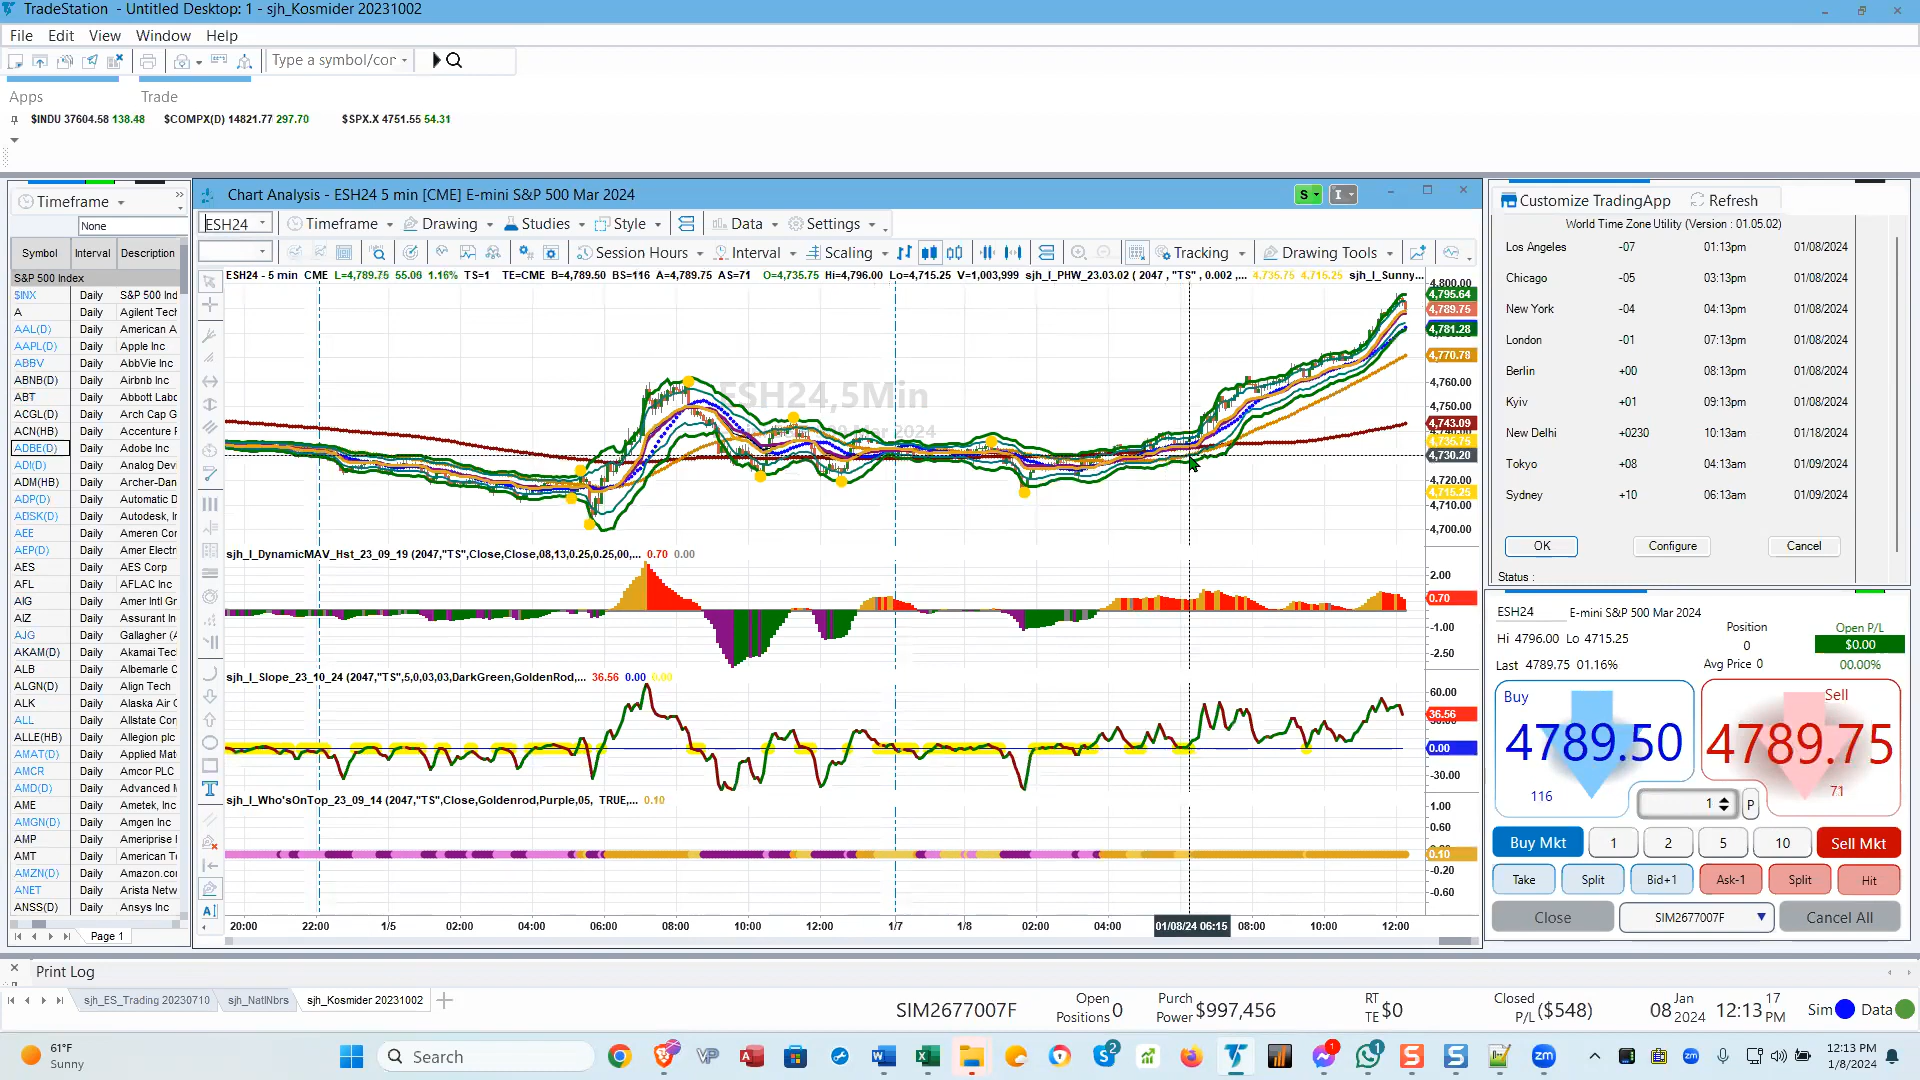 TradeStation - Untitled Desktop: 1 - sjh_Kosmider 20231002
File Edit View Window Help
Type a symbol/cor
Apps Trade
$INDU 37604.58 138.48 $COMPX(D) 14821.77 297.70 $SPX.X 4751.55 54.31
Timeframe
None
Symbol Interval Description
S&P 500 Index
$INX Daily S&P 500 Ind
A Daily Agilent Tech
AAL(D) Daily American A
AAPL(D) Daily Apple Inc
ABBV Daily AbbVie Inc
ABNB(D) Daily Airbnb Inc
ABT Daily Abbott Labo
ACGL(D) Daily Arch Cap G
ACN(HB) Daily Accenture P
ADBE(D) Daily Adobe Inc
ADI(D) Daily Analog Devi
ADM(HB) Daily Archer-Dan
ADP(D) Daily Automatic D
ADSK(D) Daily Autodesk, I
AEE Daily Ameren Cor
AEP(D) Daily Amer Electr
AES Daily AES Corp
AFL Daily AFLAC Inc
AIG Daily Amer Intl Gr
AIZ Daily Assurant In
AJG Daily Gallagher (A
AKAM(D) Daily Akamai Tec
ALB Daily Albemarle C
ALGN(D) Daily Align Tech
ALK Daily Alaska Air G
ALL Daily Allstate Cor
ALLE(HB) Daily Allegion plc
AMAT(D) Daily Applied Mat
AMCR Daily Amcor PLC
AMD(D) Daily Advanced M
AME Daily Ametek, Inc
AMGN(D) Daily Amgen Inc
AMP Daily Ameriprise F
AMT Daily American T
AMZN(D) Daily Amazon.co
ANET Daily Arista Netw
ANSS(D) Daily Ansys Inc
Page 1
Chart Analysis - ESH24 5 min [CME] E-mini S&P 500 Mar 2024
S I
ESH24 Timeframe Drawing Studies Style Data Settings
Session Hours Interval Scaling Tracking Drawing Tools
ESH24 - 5 min CME L=4,789.75 55.06 1.16% TS=1 TE=CME B=4,789.50 BS=116 A=4,789.75 AS=71 O=4,735.75 Hi=4,796.00 Lo=4,715.25 V=1,003,999 sjh_I_PHW_23.03.02 ( 2047 , "TS" , 0.002 ,... 4,735.75 4,715.25 sjh_I_Sunny...
ESH24,5Min
4,800.00
4,795.64
4,789.75
4,781.28
4,770.78
4,760.00
4,750.00
4,743.09
4,736.75
4,730.20
4,720.00
4,715.25
4,710.00
4,700.00
sjh_I_DynamicMAV_Hst_23_09_19 (2047,"TS",Close,Close,08,13,0.25,0.25,00,... 0.70 0.00
2.00
0.70
-1.00
-2.50
sjh_I_Slope_23_10_24 (2047,"TS",5,0,03,03,DarkGreen,GoldenRod,... 36.56 0.00 0.00
60.00
36.56
0.00
-30.00
sjh_I_Who'sOnTop_23_09_14 (2047,"TS",Close,Goldenrod,Purple,05, TRUE,... 0.10
1.00
0.60
0.10
-0.20
-0.60
20:00 22:00 1/5 02:00 04:00 06:00 08:00 10:00 12:00 1/7 1/8 02:00 04:00 01/08/24 06:15 08:00 10:00 12:00
Customize TradingApp Refresh
World Time Zone Utility (Version : 01.05.02)
Los Angeles -07 01:13pm 01/08/2024
Chicago -05 03:13pm 01/08/2024
New York -04 04:13pm 01/08/2024
London -01 07:13pm 01/08/2024
Berlin +00 08:13pm 01/08/2024
Kyiv +01 09:13pm 01/08/2024
New Delhi +0230 10:13am 01/18/2024
Tokyo +08 04:13am 01/09/2024
Sydney +10 06:13am 01/09/2024
OK Configure Cancel
Status :
ESH24 E-mini S&P 500 Mar 2024
Hi 4796.00 Lo 4715.25 Position 0 Open P/L $0.00
Last 4789.75 01.16% Avg Price 0 00.00%
Buy Sell
4789.50 4789.75
116 1 P 71
Buy Mkt 1 2 5 10 Sell Mkt
Take Split Bid+1 Ask-1 Split Hit
Close SIM2677007F Cancel All
Print Log
sjh_ES_Trading 20230710 sjh_NatlNbrs sjh_Kosmider 20231002
SIM2677007F Open Positions 0 Purch Power $997,456 RT TE $0 Closed P/L ($548) 08 Jan 2024 12:13 17 PM Sim Data
61°F
Sunny
Search
12:13 PM
1/8/2024